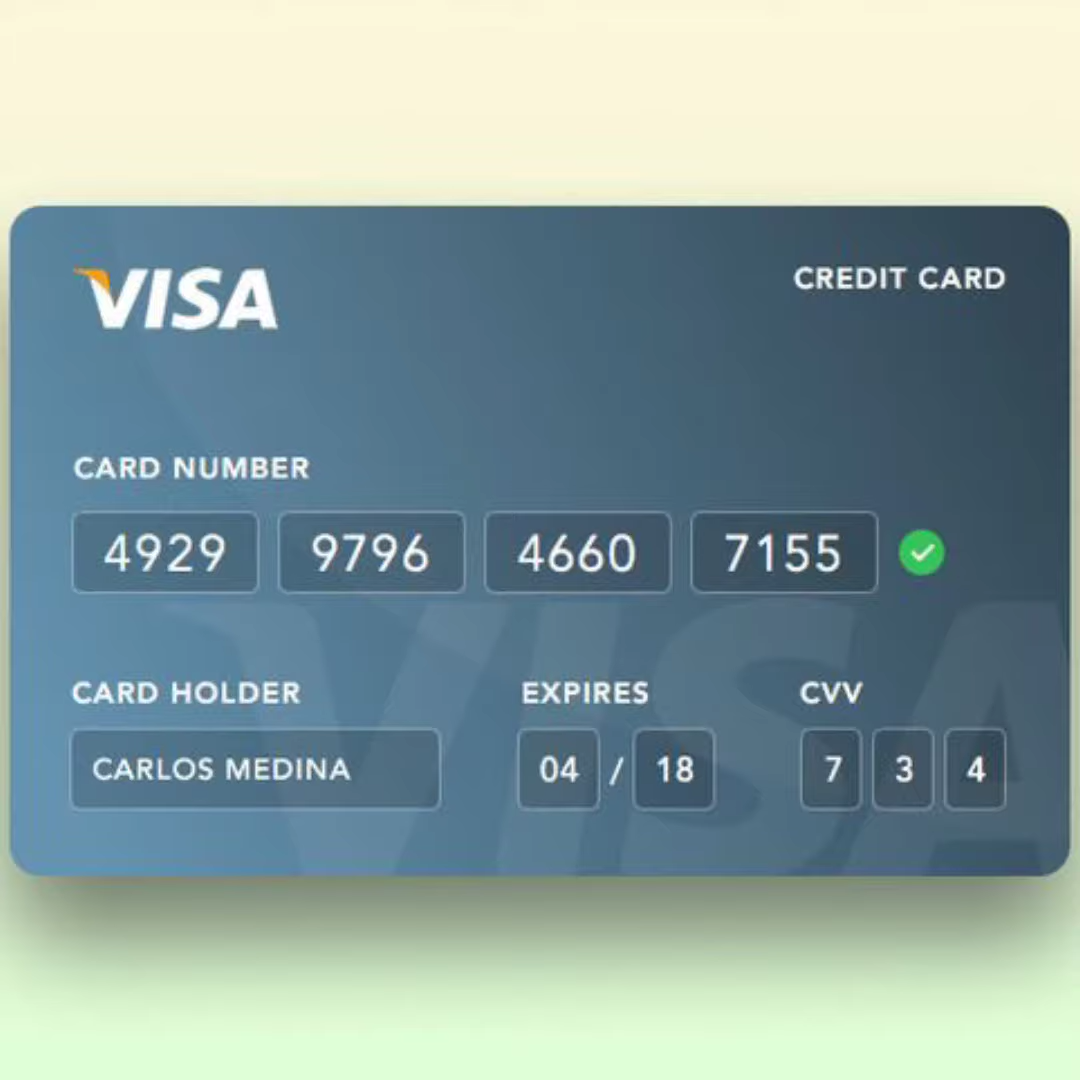 VISA
CREDIT CARD
CARD NUMBER
4929 9796 4660 7155
CARD HOLDER EXPIRES CVV
CARLOS MEDINA 04 / 18 7 3 4
VISA